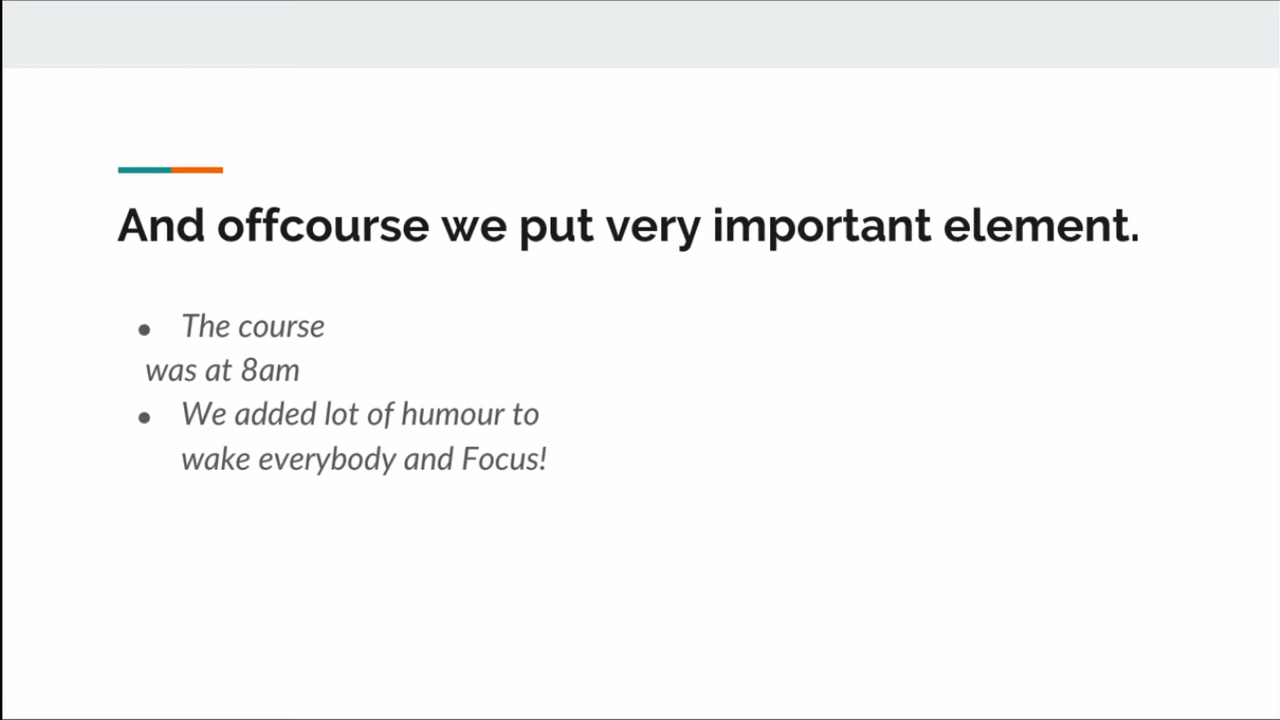 And offcourse we put very important element.
● The course
was at 8am
● We added lot of humour to
wake everybody and Focus!